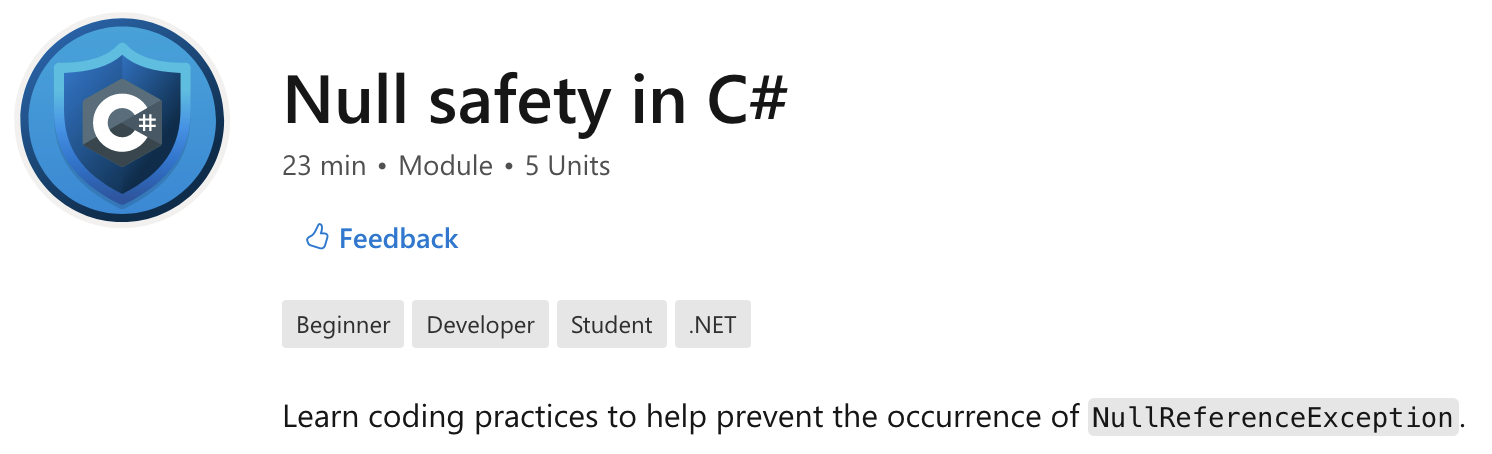 C#
Null safety in C#
23 min • Module • 5 Units
Feedback
Beginner Developer Student .NET
Learn coding practices to help prevent the occurrence of NullReferenceException.